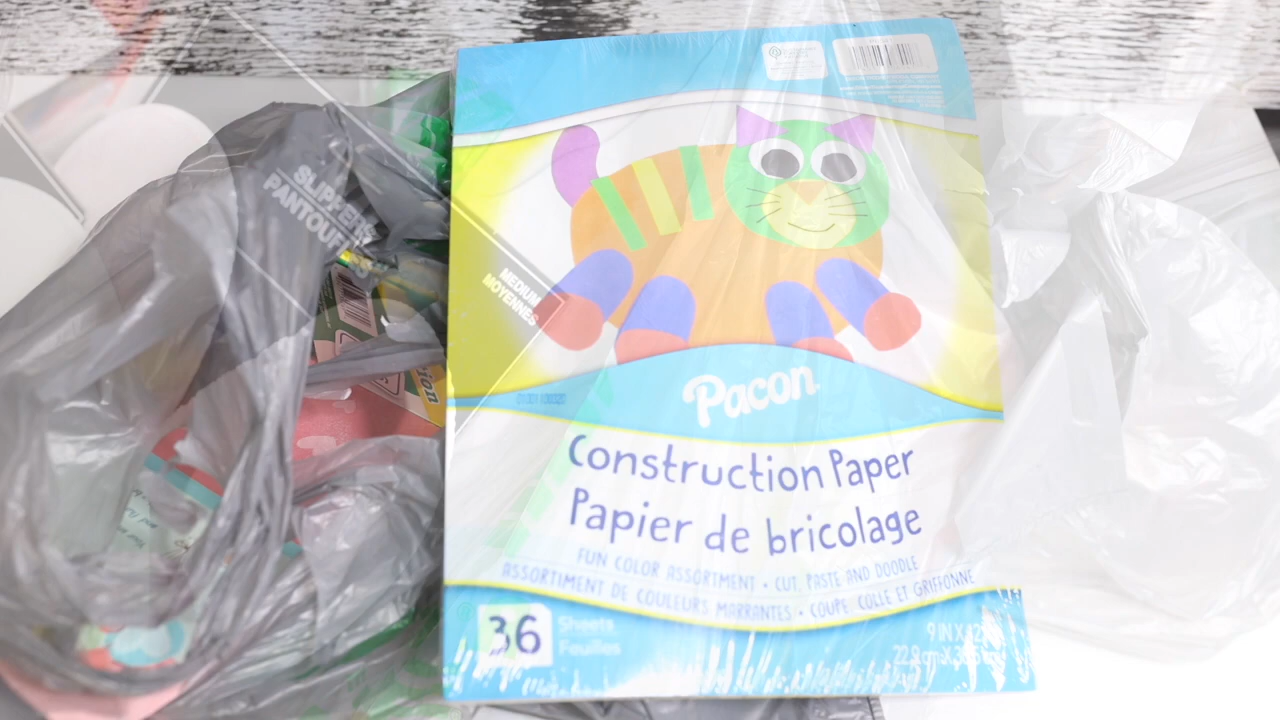 SLIPPERS
PANTOUFLES
MEDIUM
MOYENNES
Pacon
Construction Paper
Papier de bricolage
FUN COLOR ASSORTMENT • CUT, PASTE AND DOODLE
ASSORTIMENT DE COULEURS MARRANTES • COUPE, COLLE ET GRIFFONNE
36 Sheets
Feuilles
9 IN X 12